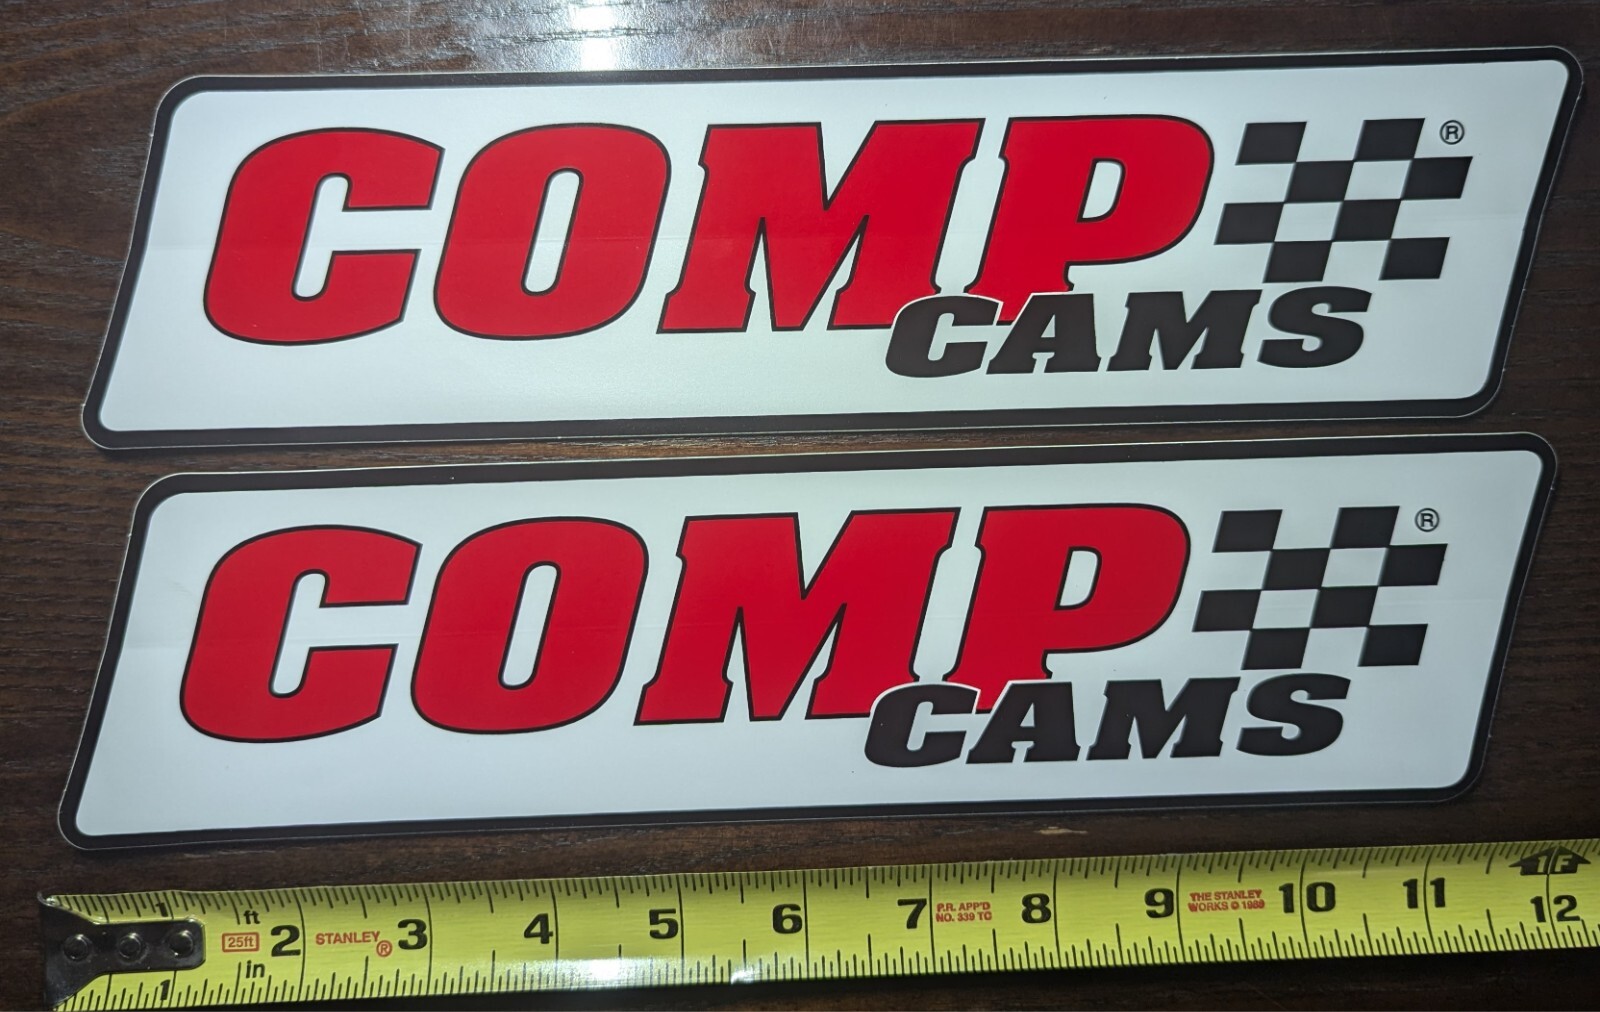 COMP ®
CAMS
COMP ®
CAMS
1 ft 2 STANLEY® 3 4 5 6 7 P.R. APP'D 8 9 THE STANLEY 10 11 1F 12
25ft NO. 339 TC WORKS © 1989
in
1